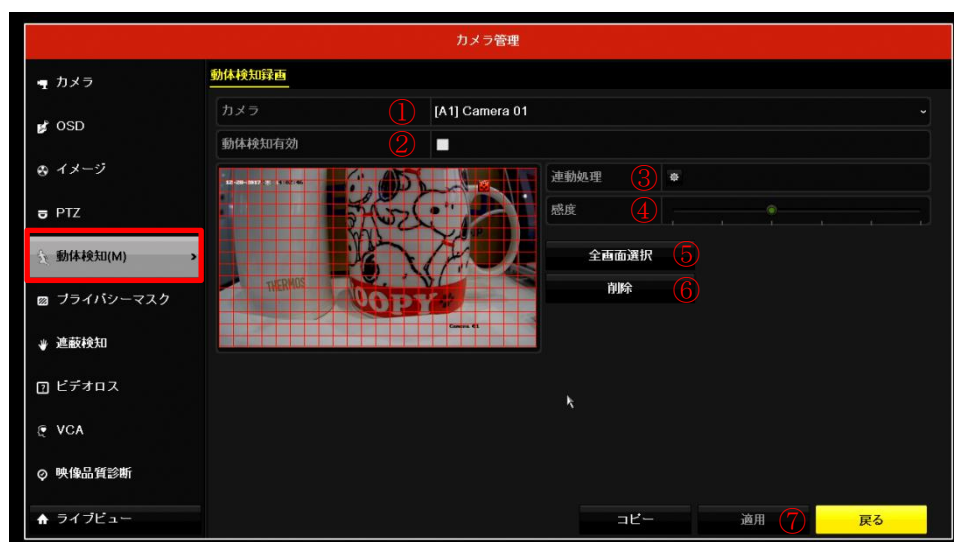 カメラ管理
カメラ
OSD
イメージ
PTZ
動体検知(M)
プライバシーマスク
遮蔽検知
ビデオロス
VCA
映像品質診断
ライブビュー
動体検知録画
カメラ ① [A1] Camera 01
動体検知有効 ②
THERMOS
OOPY
Camera 01
連動処理 ③
感度 ④
全画面選択 ⑤
削除 ⑥
コピー
適用 ⑦
戻る